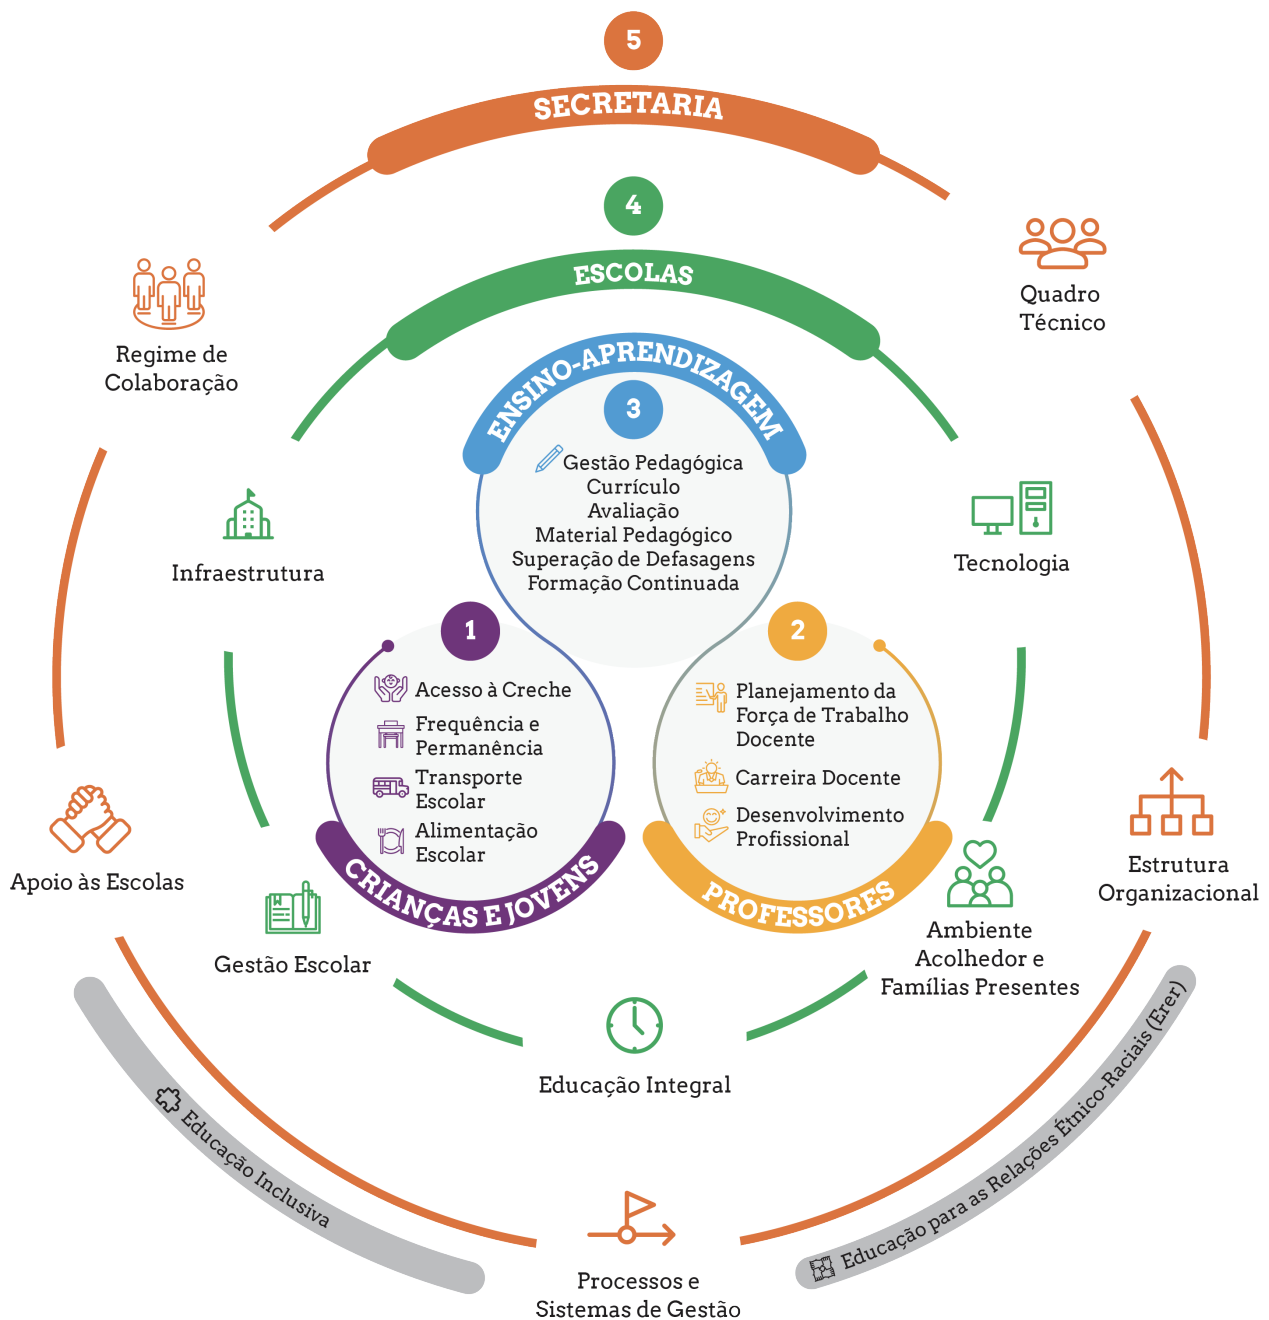 5
SECRETARIA
4
ESCOLAS
Quadro
Técnico
Regime de
Colaboração
ENSINO-APRENDIZAGEM
3
Gestão Pedagógica
Currículo
Avaliação
Material Pedagógico
Superação de Defasagens
Formação Continuada
Infraestrutura
Tecnologia
1
Acesso à Creche
Frequência e
Permanência
Transporte
Escolar
Alimentação
Escolar
CRIANÇAS E JOVENS
2
Planejamento da
Força de Trabalho
Docente
Carreira Docente
Desenvolvimento
Profissional
PROFESSORES
Apoio às Escolas
Estrutura
Organizacional
Gestão Escolar
Ambiente
Acolhedor e
Famílias Presentes
Educação Integral
Educação Inclusiva
Educação para as Relações Étnico-Raciais (Erer)
Processos e
Sistemas de Gestão